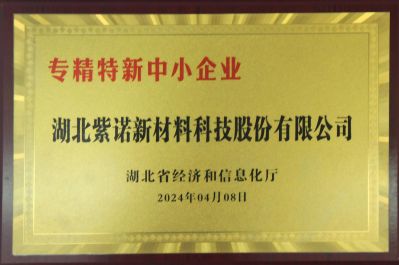 专精特新中小企业
湖北紫诺新材料科技股份有限公司
湖北省经济和信息化厅
2024年04月08日